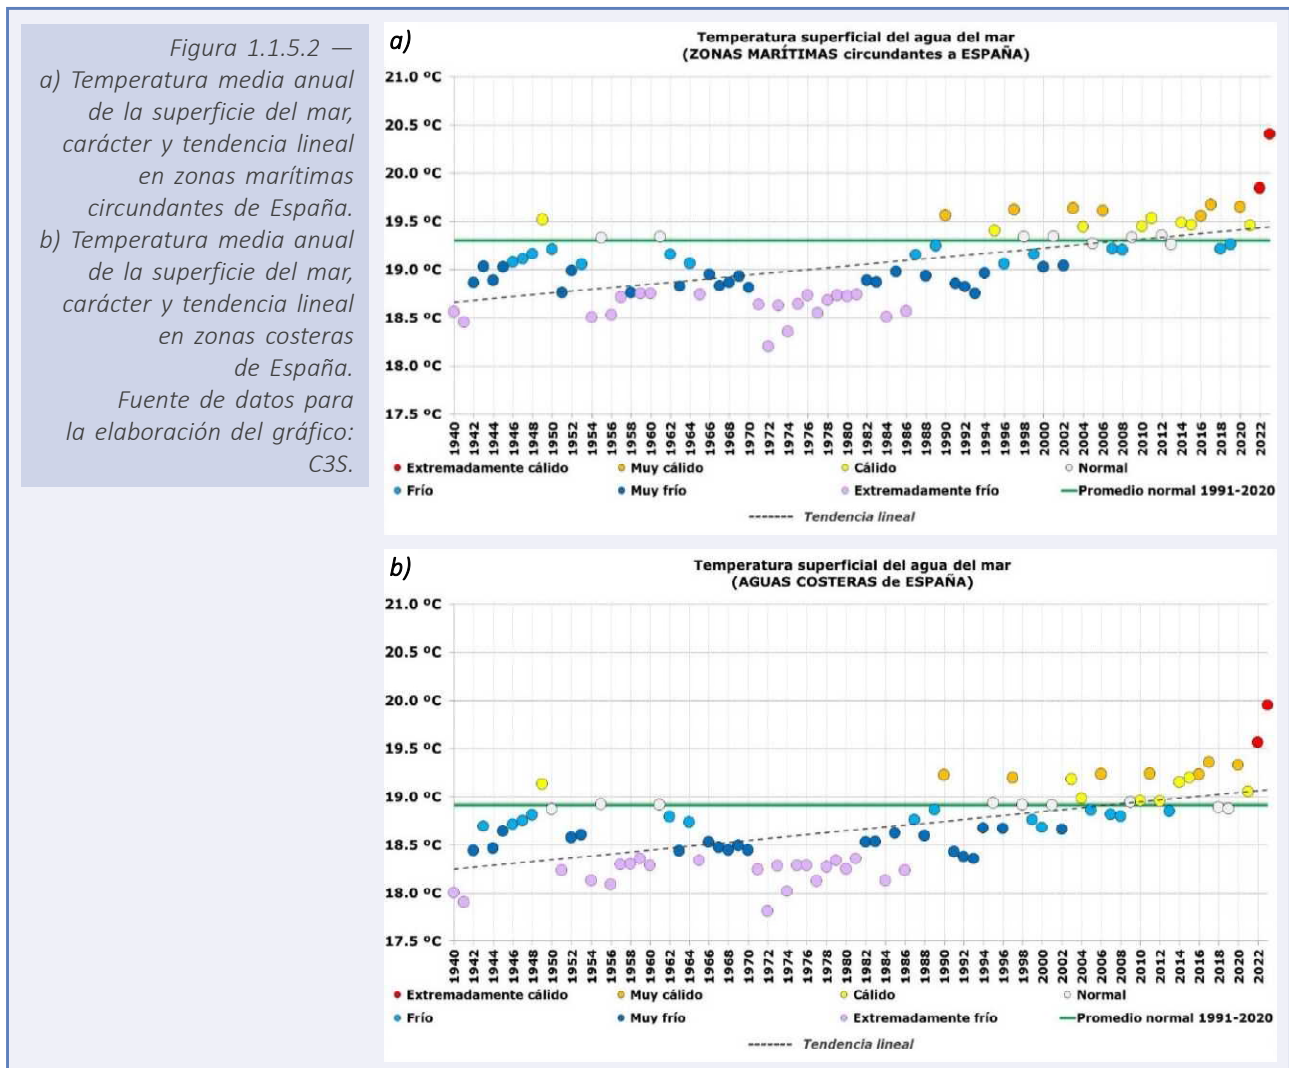 Figura 1.1.5.2 —
a) Temperatura media anual
de la superficie del mar,
carácter y tendencia lineal
en zonas marítimas
circundantes de España.
b) Temperatura media anual
de la superficie del mar,
carácter y tendencia lineal
en zonas costeras
de España.
Fuente de datos para
la elaboración del gráfico:
C3S.
a)
Temperatura superficial del agua del mar
(ZONAS MARÍTIMAS circundantes a ESPAÑA)
21.0 ºC
20.5 ºC
20.0 ºC
19.5 ºC
19.0 ºC
18.5 ºC
18.0 ºC
17.5 ºC
1940 1942 1944 1946 1948 1950 1952 1954 1956 1958 1960 1962 1964 1966 1968 1970 1972 1974 1976 1978 1980 1982 1984 1986 1988 1990 1992 1994 1996 1998 2000 2002 2004 2006 2008 2010 2012 2014 2016 2018 2020 2022
Extremadamente cálido Muy cálido Cálido Normal
Frío Muy frío Extremadamente frío Promedio normal 1991-2020
Tendencia lineal
b)
Temperatura superficial del agua del mar
(AGUAS COSTERAS de ESPAÑA)
21.0 ºC
20.5 ºC
20.0 ºC
19.5 ºC
19.0 ºC
18.5 ºC
18.0 ºC
17.5 ºC
1940 1942 1944 1946 1948 1950 1952 1954 1956 1958 1960 1962 1964 1966 1968 1970 1972 1974 1976 1978 1980 1982 1984 1986 1988 1990 1992 1994 1996 1998 2000 2002 2004 2006 2008 2010 2012 2014 2016 2018 2020 2022
Extremadamente cálido Muy cálido Cálido Normal
Frío Muy frío Extremadamente frío Promedio normal 1991-2020
Tendencia lineal